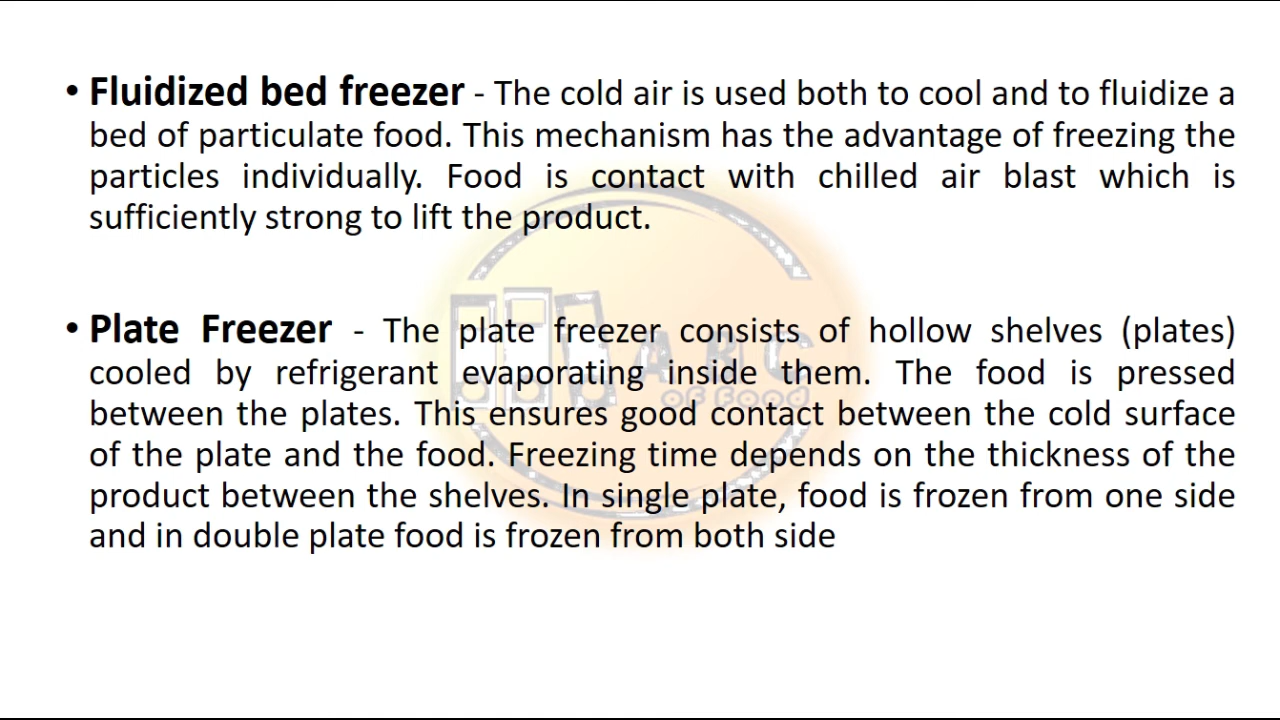 • Fluidized bed freezer - The cold air is used both to cool and to fluidize a
bed of particulate food. This mechanism has the advantage of freezing the
particles individually. Food is contact with chilled air blast which is
sufficiently strong to lift the product.
• Plate Freezer - The plate freezer consists of hollow shelves (plates)
cooled by refrigerant evaporating inside them. The food is pressed
between the plates. This ensures good contact between the cold surface
of the plate and the food. Freezing time depends on the thickness of the
product between the shelves. In single plate, food is frozen from one side
and in double plate food is frozen from both side
ABC
OF FOOD